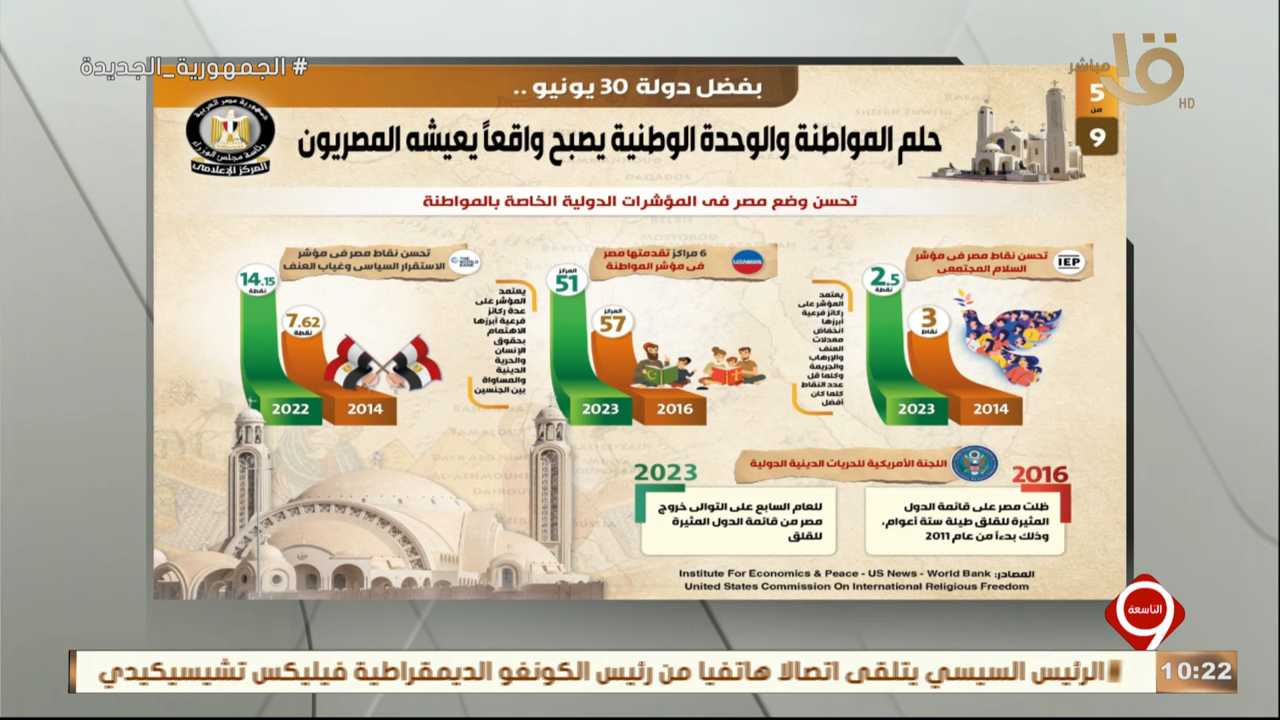 #الجمهورية_الجديدة
مباشر
HD
5
من
9
بفضل دولة 30 يونيو ..
حلم المواطنة والوحدة الوطنية يصبح واقعاً يعيشه المصريون
جمهورية مصر العربية
رئاسة مجلس الوزراء
المركز الإعلامى
تحسن وضع مصر فى المؤشرات الدولية الخاصة بالمواطنة
IEP
تحسن نقاط مصر فى مؤشر
السلام المجتمعى
2.5
نقطة
3
نقاط
2023
2014
يعتمد
المؤشر على
ركائز فرعية
أبرزها
انخفاض
معدلات
العنف
والإرهاب
والجريمة
وكلما قل
عدد النقاط
كلما كان
أفضل
U.S.NEWS
6 مراكز تقدمتها مصر
فى مؤشر المواطنة
المركز
51
المركز
57
2023
2016
يعتمد
المؤشر على
عدة ركائز
فرعية أبرزها
الاهتمام
بحقوق
الإنسان
والحرية
الدينية
والمساواة
بين الجنسين
THE WORLD BANK
تحسن نقاط مصر فى مؤشر
الاستقرار السياسى وغياب العنف
14.15
نقطة
7.62
نقطة
2022
2014
اللجنة الأمريكية للحريات الدينية الدولية
2016
ظلت مصر على قائمة الدول
المثيرة للقلق طيلة ستة أعوام،
وذلك بدءاً من عام 2011
2023
للعام السابع على التوالى خروج
مصر من قائمة الدول المثيرة
للقلق
المصادر: Institute For Economics & Peace - US News - World Bank
United States Commission On International Religious Freedom
التاسعة
10:22
الرئيس السيسي يتلقى اتصالا هاتفيا من رئيس الكونغو الديمقراطية فيليكس تشيسيكيدي